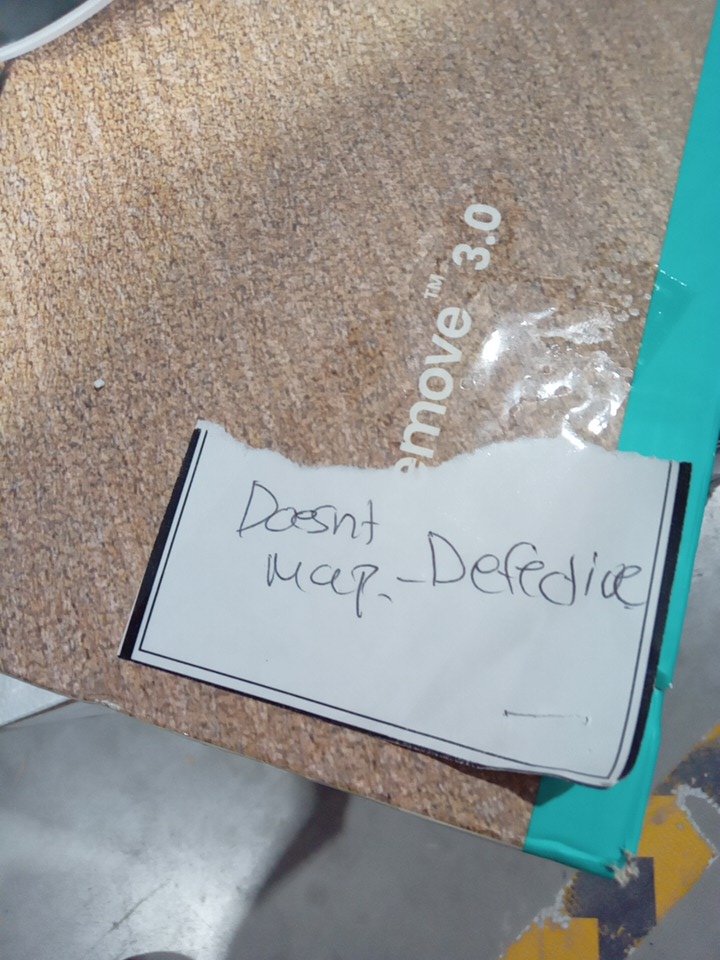 emove™ 3.0
Doesnt
map. - Defective